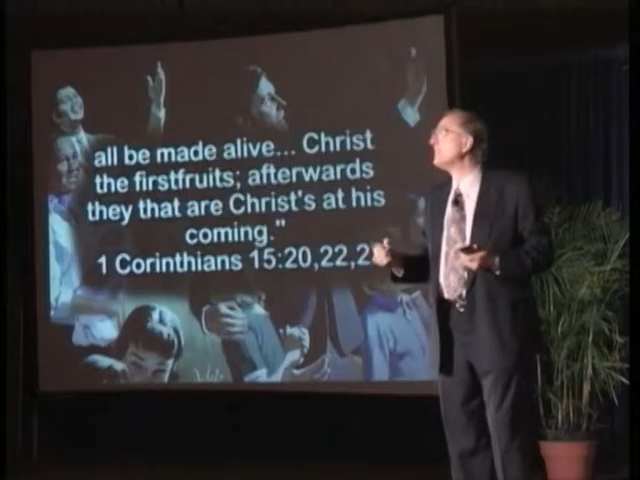 all be made alive... Christ
the firstfruits; afterwards
they that are Christ's at his
coming."
1 Corinthians 15:20,22,2